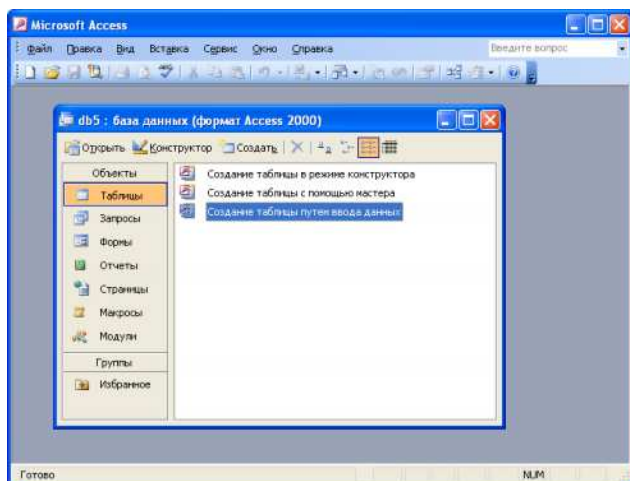 Microsoft Access
Файл Правка Вид Вставка Сервис Окно Справка Введите вопрос
db5 : база данных (формат Access 2000)
Открыть Конструктор Создать
Объекты
Таблицы
Запросы
Формы
Отчеты
Страницы
Макросы
Модули
Группы
Избранное
Создание таблицы в режиме конструктора
Создание таблицы с помощью мастера
Создание таблицы путем ввода данных
Готово NUM